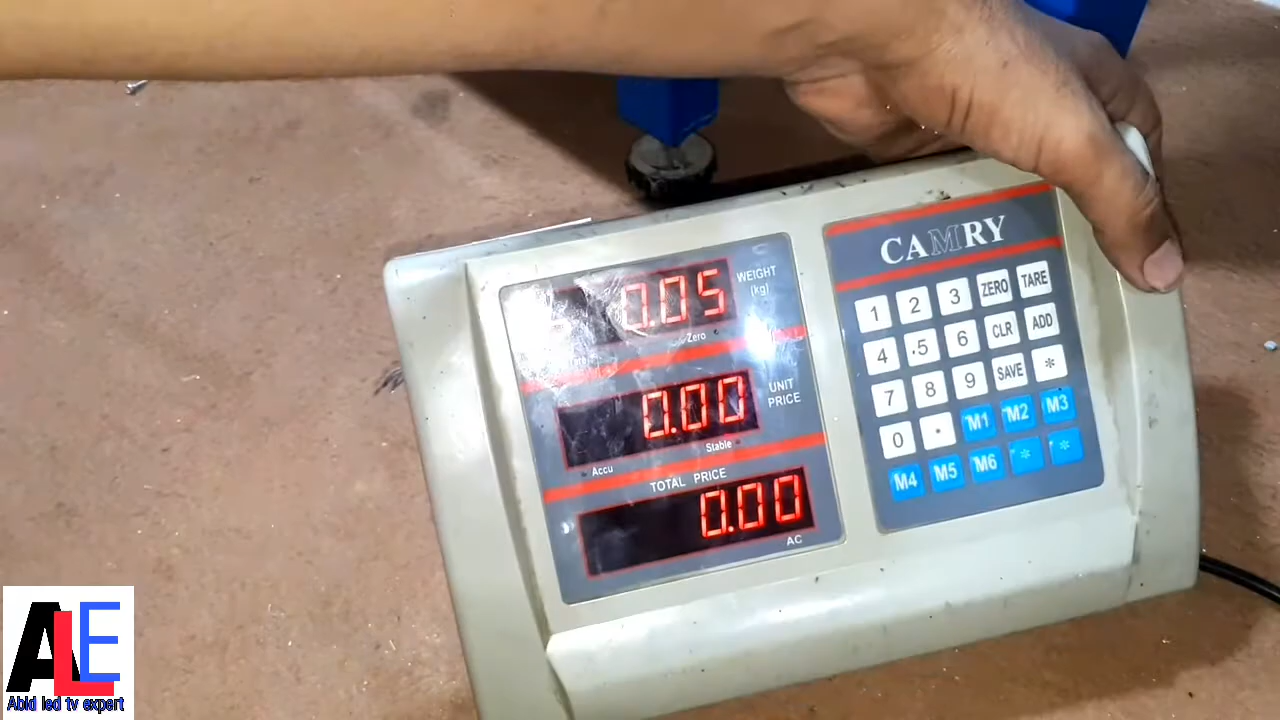 CAMRY
0.05 WEIGHT
(kg)
Zero
0.00 UNIT
PRICE
Accu Stable
TOTAL PRICE
0.00
AC
1 2 3 ZERO TARE
4 .5 6 CLR ADD
7 8 9 SAVE *
0 . M1 M2 M3
M4 M5 M6 * *
ALE
Abid led tv expert